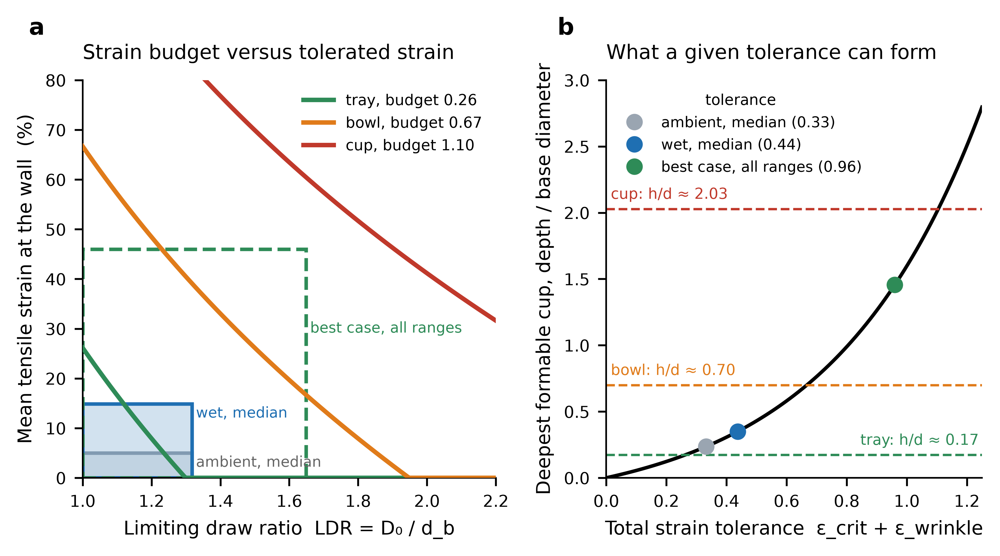 a
Strain budget versus tolerated strain
Mean tensile strain at the wall (%)
80
70
60
50
40
30
20
10
0
tray, budget 0.26
bowl, budget 0.67
cup, budget 1.10
best case, all ranges
wet, median
ambient, median
1.0 1.2 1.4 1.6 1.8 2.0 2.2
Limiting draw ratio LDR = D₀ / d_b
b
What a given tolerance can form
Deepest formable cup, depth / base diameter
3.0
2.5
2.0
1.5
1.0
0.5
0.0
tolerance
ambient, median (0.33)
wet, median (0.44)
best case, all ranges (0.96)
cup: h/d ≈ 2.03
bowl: h/d ≈ 0.70
tray: h/d ≈ 0.17
0.0 0.2 0.4 0.6 0.8 1.0 1.2
Total strain tolerance ε_crit + ε_wrinkle